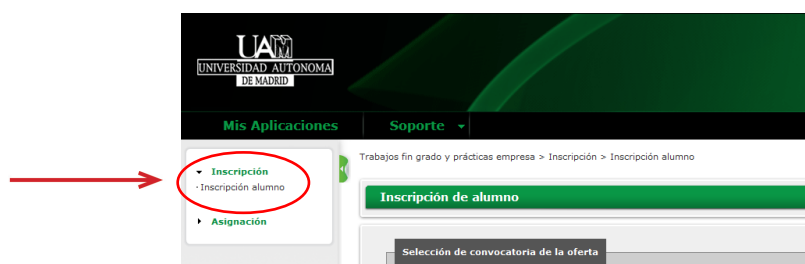 UAM
UNIVERSIDAD AUTONOMA
DE MADRID
Mis Aplicaciones Soporte
Inscripción
Inscripción alumno
Asignación
Trabajos fin grado y prácticas empresa > Inscripción > Inscripción alumno
Inscripción de alumno
Selección de convocatoria de la oferta